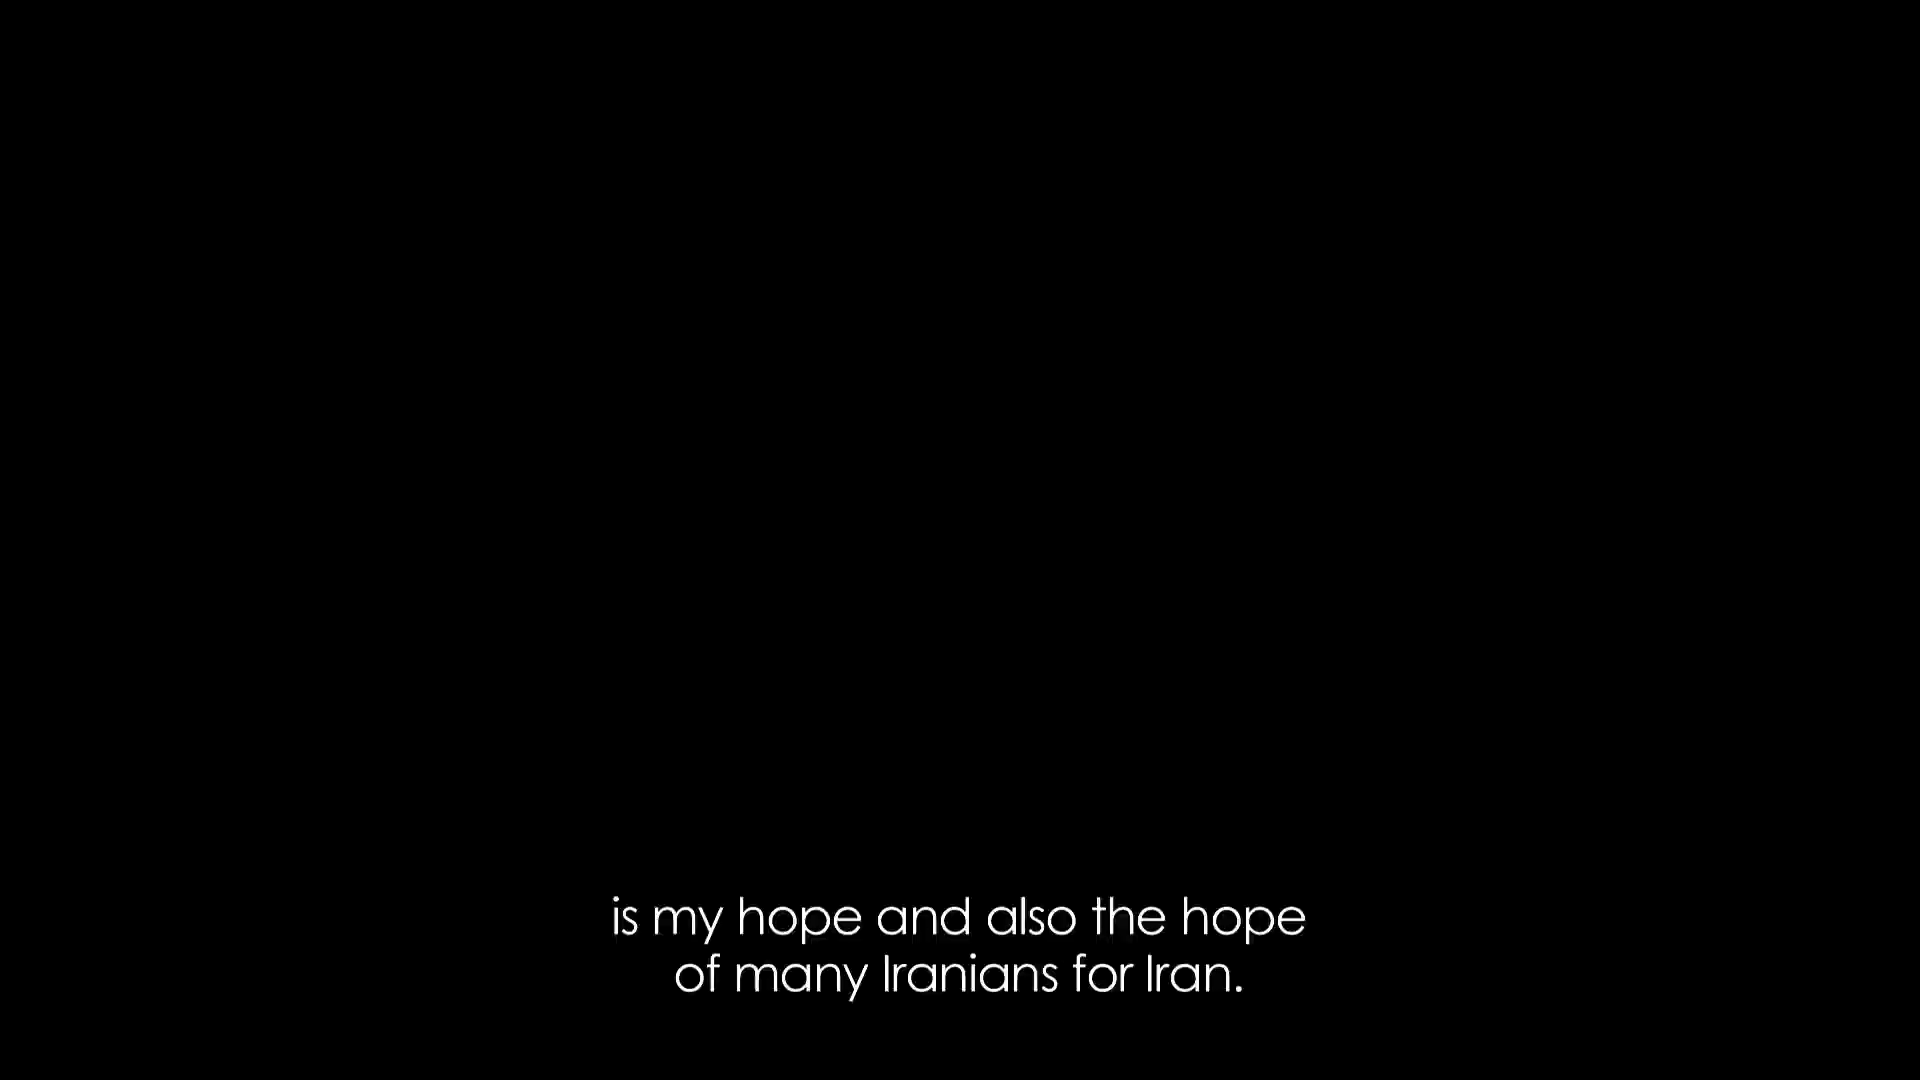 is my hope and also the hope
of many Iranians for Iran.